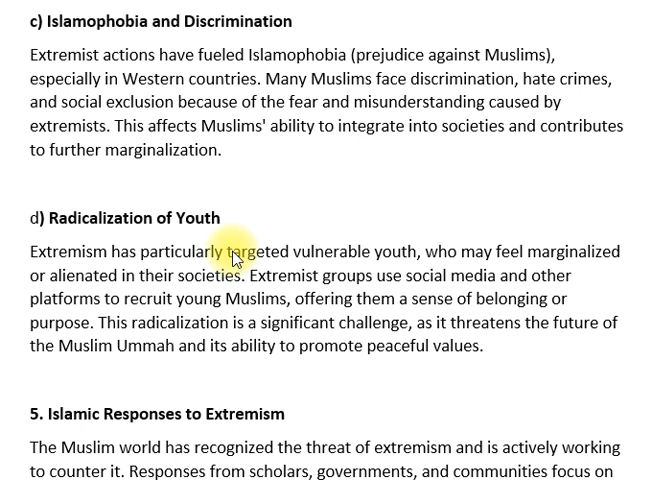 c) Islamophobia and Discrimination
Extremist actions have fueled Islamophobia (prejudice against Muslims),
especially in Western countries. Many Muslims face discrimination, hate crimes,
and social exclusion because of the fear and misunderstanding caused by
extremists. This affects Muslims' ability to integrate into societies and contributes
to further marginalization.
d) Radicalization of Youth
Extremism has particularly targeted vulnerable youth, who may feel marginalized
or alienated in their societies. Extremist groups use social media and other
platforms to recruit young Muslims, offering them a sense of belonging or
purpose. This radicalization is a significant challenge, as it threatens the future of
the Muslim Ummah and its ability to promote peaceful values.
5. Islamic Responses to Extremism
The Muslim world has recognized the threat of extremism and is actively working
to counter it. Responses from scholars, governments, and communities focus on